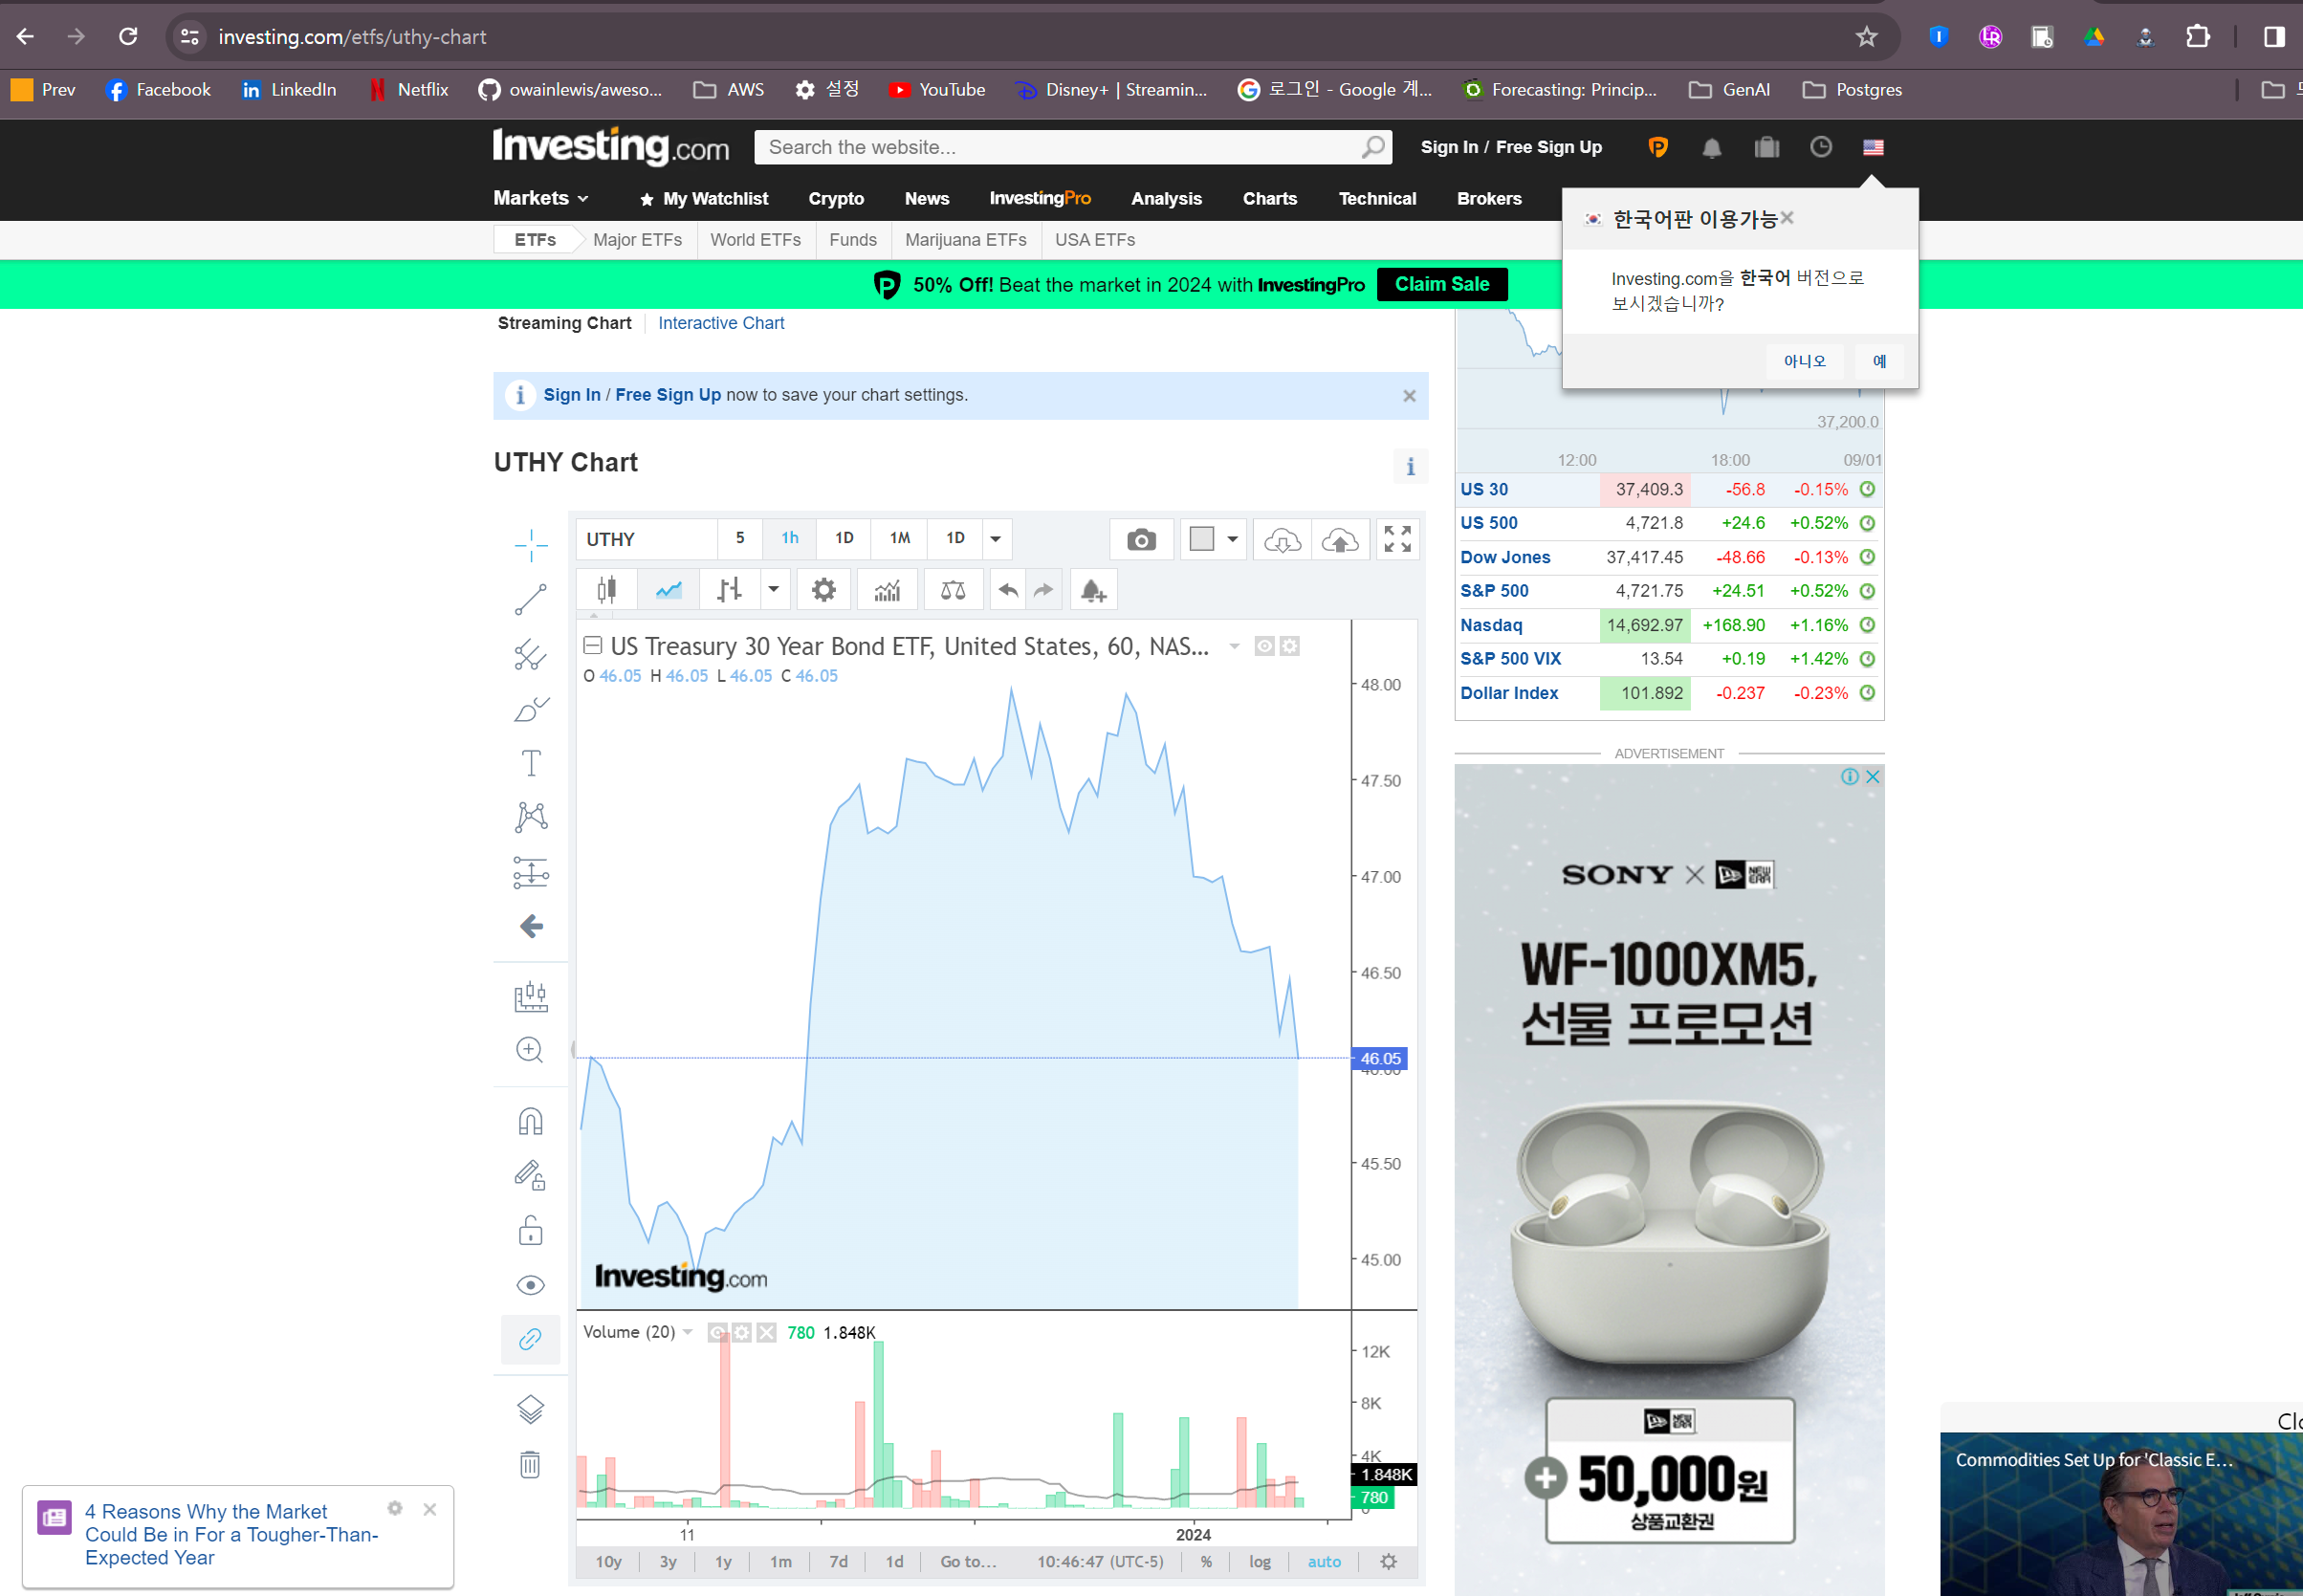 investing.com/etfs/uthy-chart
Prev Facebook LinkedIn Netflix owainlewis/aweso... AWS 설정 YouTube Disney+ | Streamin... 로그인 - Google 계... Forecasting: Princip... GenAI Postgres
Investing.com
Search the website...
Sign In / Free Sign Up
Markets My Watchlist Crypto News InvestingPro Analysis Charts Technical Brokers
한국어판 이용가능
Investing.com을 한국어 버전으로
보시겠습니까?
아니오 예
ETFs Major ETFs World ETFs Funds Marijuana ETFs USA ETFs
50% Off! Beat the market in 2024 with InvestingPro Claim Sale
Streaming Chart Interactive Chart
Sign In / Free Sign Up now to save your chart settings.
UTHY Chart
UTHY 5 1h 1D 1M 1D
US Treasury 30 Year Bond ETF, United States, 60, NAS...
O 46.05 H 46.05 L 46.05 C 46.05
48.00
47.50
47.00
46.50
46.05
46.00
45.50
45.00
Investing.com
Volume (20) 780 1.848K
12K
8K
4K
1.848K
780
0
11 2024
10y 3y 1y 1m 7d 1d Go to... 10:46:47 (UTC-5) % log auto
37,200.0
12:00 18:00 09/01
US 30 37,409.3 -56.8 -0.15%
US 500 4,721.8 +24.6 +0.52%
Dow Jones 37,417.45 -48.66 -0.13%
S&P 500 4,721.75 +24.51 +0.52%
Nasdaq 14,692.97 +168.90 +1.16%
S&P 500 VIX 13.54 +0.19 +1.42%
Dollar Index 101.892 -0.237 -0.23%
ADVERTISEMENT
SONY × NEW ERA
WF-1000XM5,
선물 프로모션
NEW ERA
50,000원
상품교환권
4 Reasons Why the Market
Could Be in For a Tougher-Than-
Expected Year
Commodities Set Up for 'Classic E...